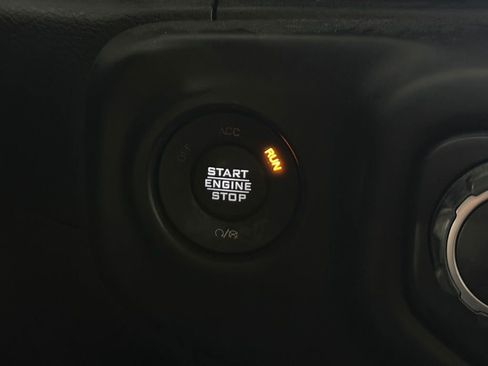 ACC
OFF
RUN
START
ENGINE
STOP